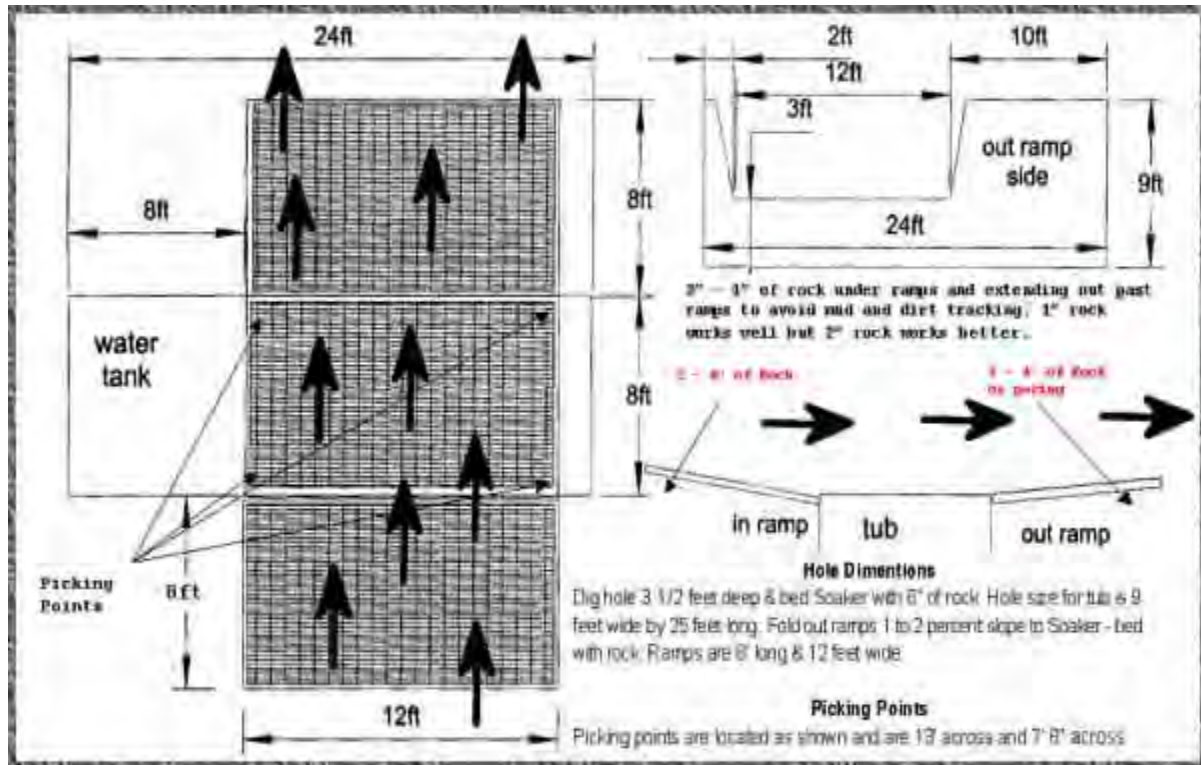 24ft
2ft
10ft
12ft
3ft
out ramp
side
9ft
8ft
8ft
24ft
of rock under ramps and extending out past
ramps to avoid mud and dirt tracking. 1" rock
works well but 2" rock works better.
water
tank
8ft
of Rock
of Rock
in ramp
tub
out ramp
Picking
Points
8ft
Hole Dimentions
Dig hole 3 1/2 feet deep & bed Soaker with 6" of rock. Hole size for tub is 9
feet wide by 25 feet long. Fold out ramps 1 to 2 percent slope to Soaker - bed
with rock. Ramps are 8' long & 12 feet wide
12ft
Picking Points
Picking points are located as shown and are 13' across and 7' 6" across